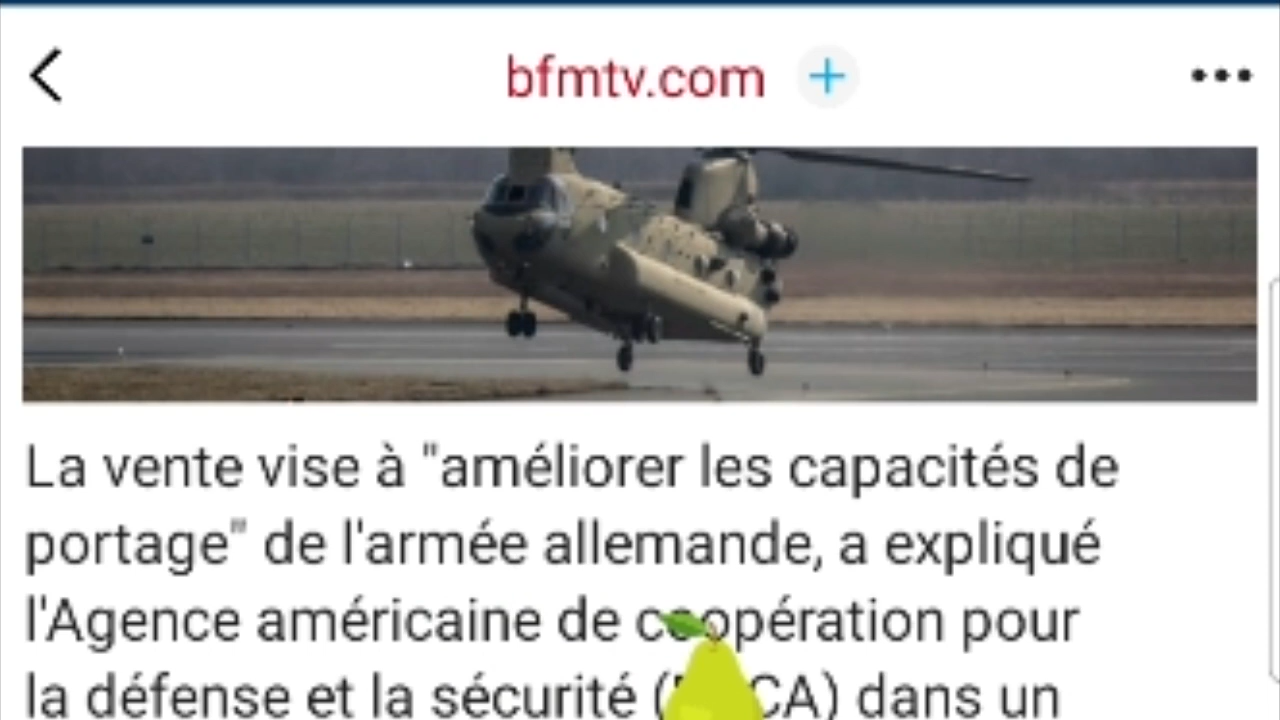 bfmtv.com
La vente vise à "améliorer les capacités de
portage" de l'armée allemande, a expliqué
l'Agence américaine de coopération pour
la défense et la sécurité ( CA) dans un